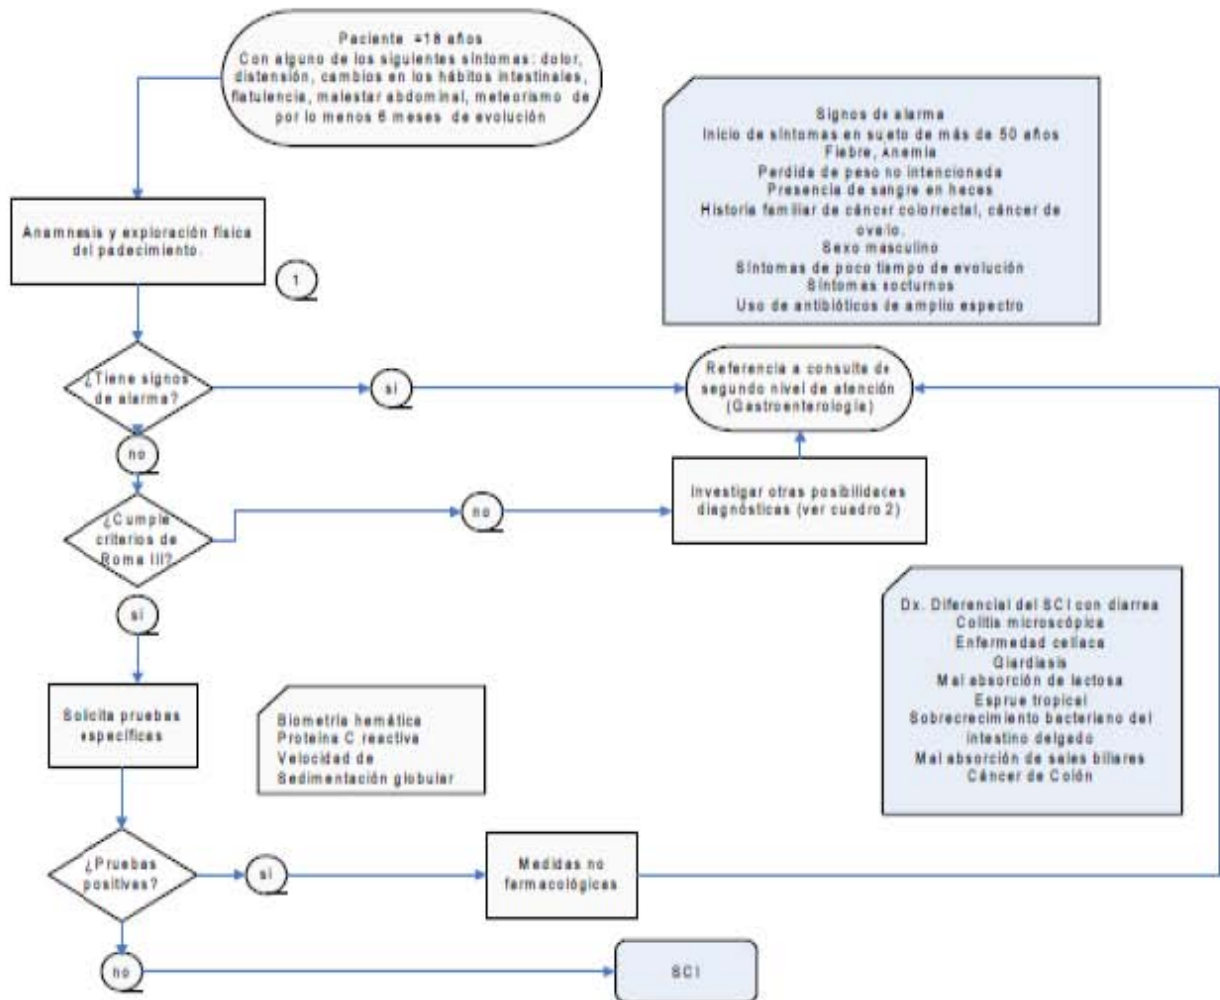 Paciente =18 años
Con alguno de los siguientes síntomas: dolor,
distensión, cambios en los hábitos intestinales,
flatulencia, malestar abdominal, meteorismo de
por lo menos 6 meses de evolución
Signos de alarma
Inicio de síntomas en sujeto de más de 50 años
Fiebre, Anemia
Perdida de peso no intencionada
Presencia de sangre en heces
Historia familiar de cáncer colorrectal, cáncer de
ovario.
Sexo masculino
Síntomas de poco tiempo de evolución
Síntomas nocturnos
Uso de antibióticos de amplio espectro
Anamnesis y exploración física
del padecimiento.
1
¿Tiene signos
de alarma?
si
Referencia a consulta de
segundo nivel de atención
(Gastroenterología)
no
¿Cumple
criterios de
Roma III?
no
Investigar otras posibilidades
diagnósticas (ver cuadro 2)
si
Dx. Diferencial del SCI con diarrea
Colitis microscópica
Enfermedad celíaca
Giardiasis
Mal absorción de lactosa
Esprue tropical
Sobrecrecimiento bacteriano del
intestino delgado
Mal absorción de sales biliares
Cáncer de Colón
Solicita pruebas
específicas
Biometría hemática
Proteína C reactiva
Velocidad de
Sedimentación globular
¿Pruebas
positivas?
si
Medidas no
farmacológicas
no
SCI